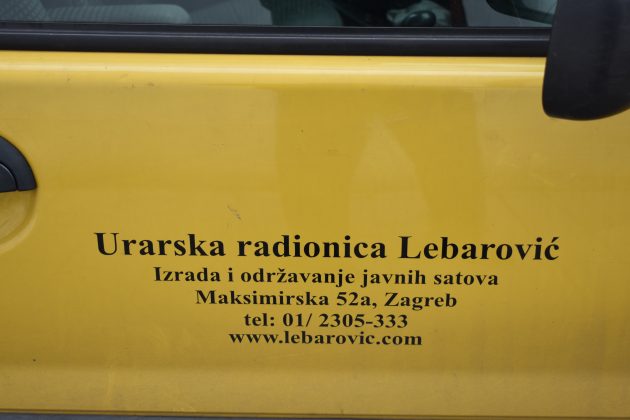 Urarska radionica Lebarović
Izrada i održavanje javnih satova
Maksimirska 52a, Zagreb
tel: 01/ 2305-333
www.lebarovic.com